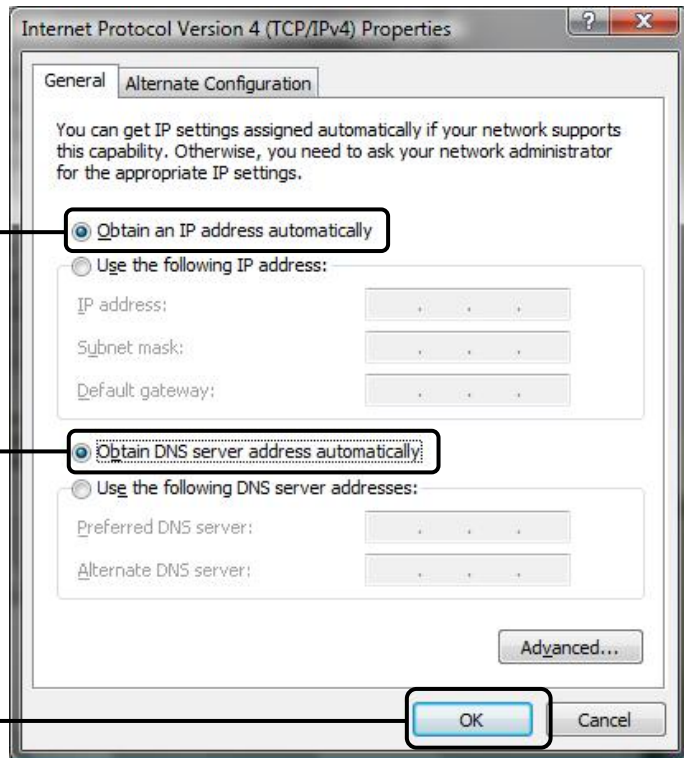 Internet Protocol Version 4 (TCP/IPv4) Properties
?
X
General
Alternate Configuration
You can get IP settings assigned automatically if your network supports
this capability. Otherwise, you need to ask your network administrator
for the appropriate IP settings.
Obtain an IP address automatically
Use the following IP address:
IP address:
Subnet mask:
Default gateway:
Obtain DNS server address automatically
Use the following DNS server addresses:
Preferred DNS server:
Alternate DNS server:
Advanced...
OK
Cancel